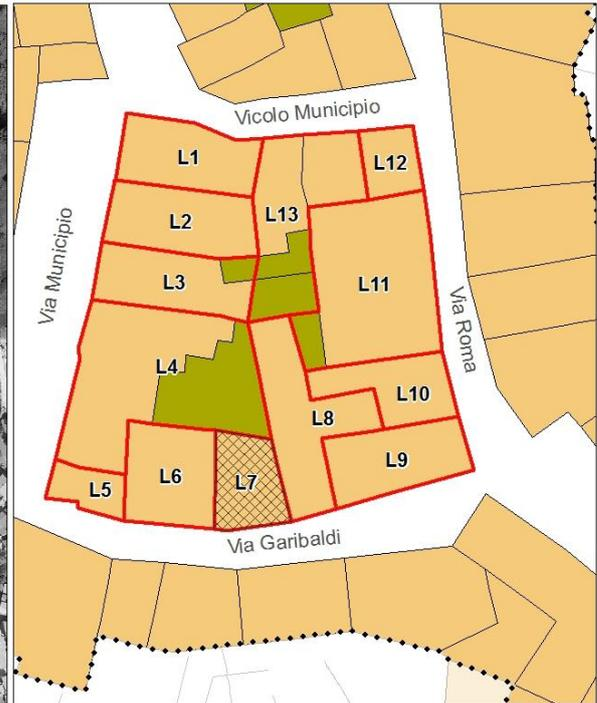 Vicolo Municipio
L1
L12
L2
L13
Via Municipio
L3
L11
Via Roma
L4
L10
L8
L9
L6
L7
L5
Via Garibaldi